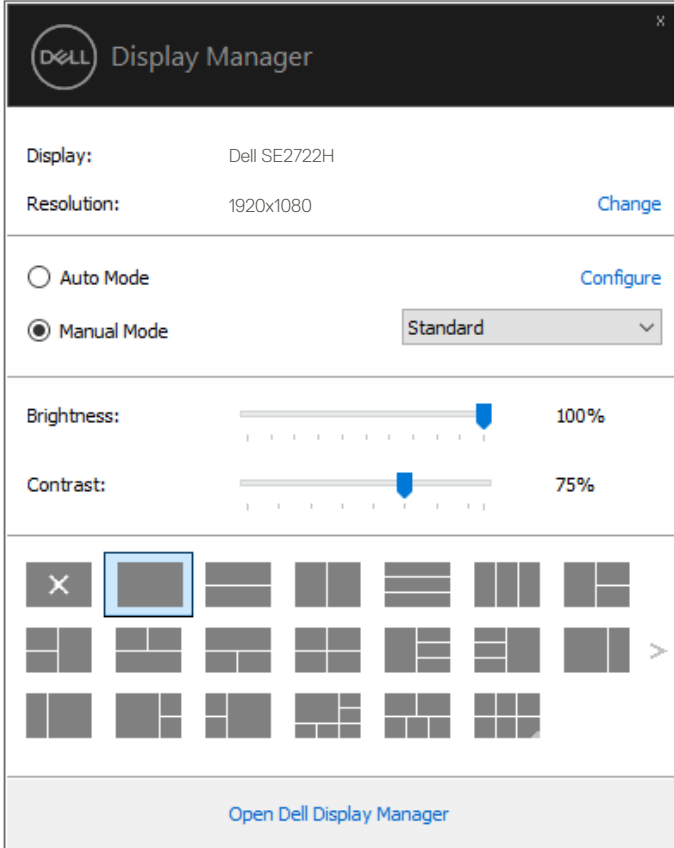 x
DELL Display Manager
Display: Dell SE2722H
Resolution: 1920x1080 Change
Auto Mode Configure
Manual Mode Standard
Brightness: 100%
Contrast: 75%
Open Dell Display Manager